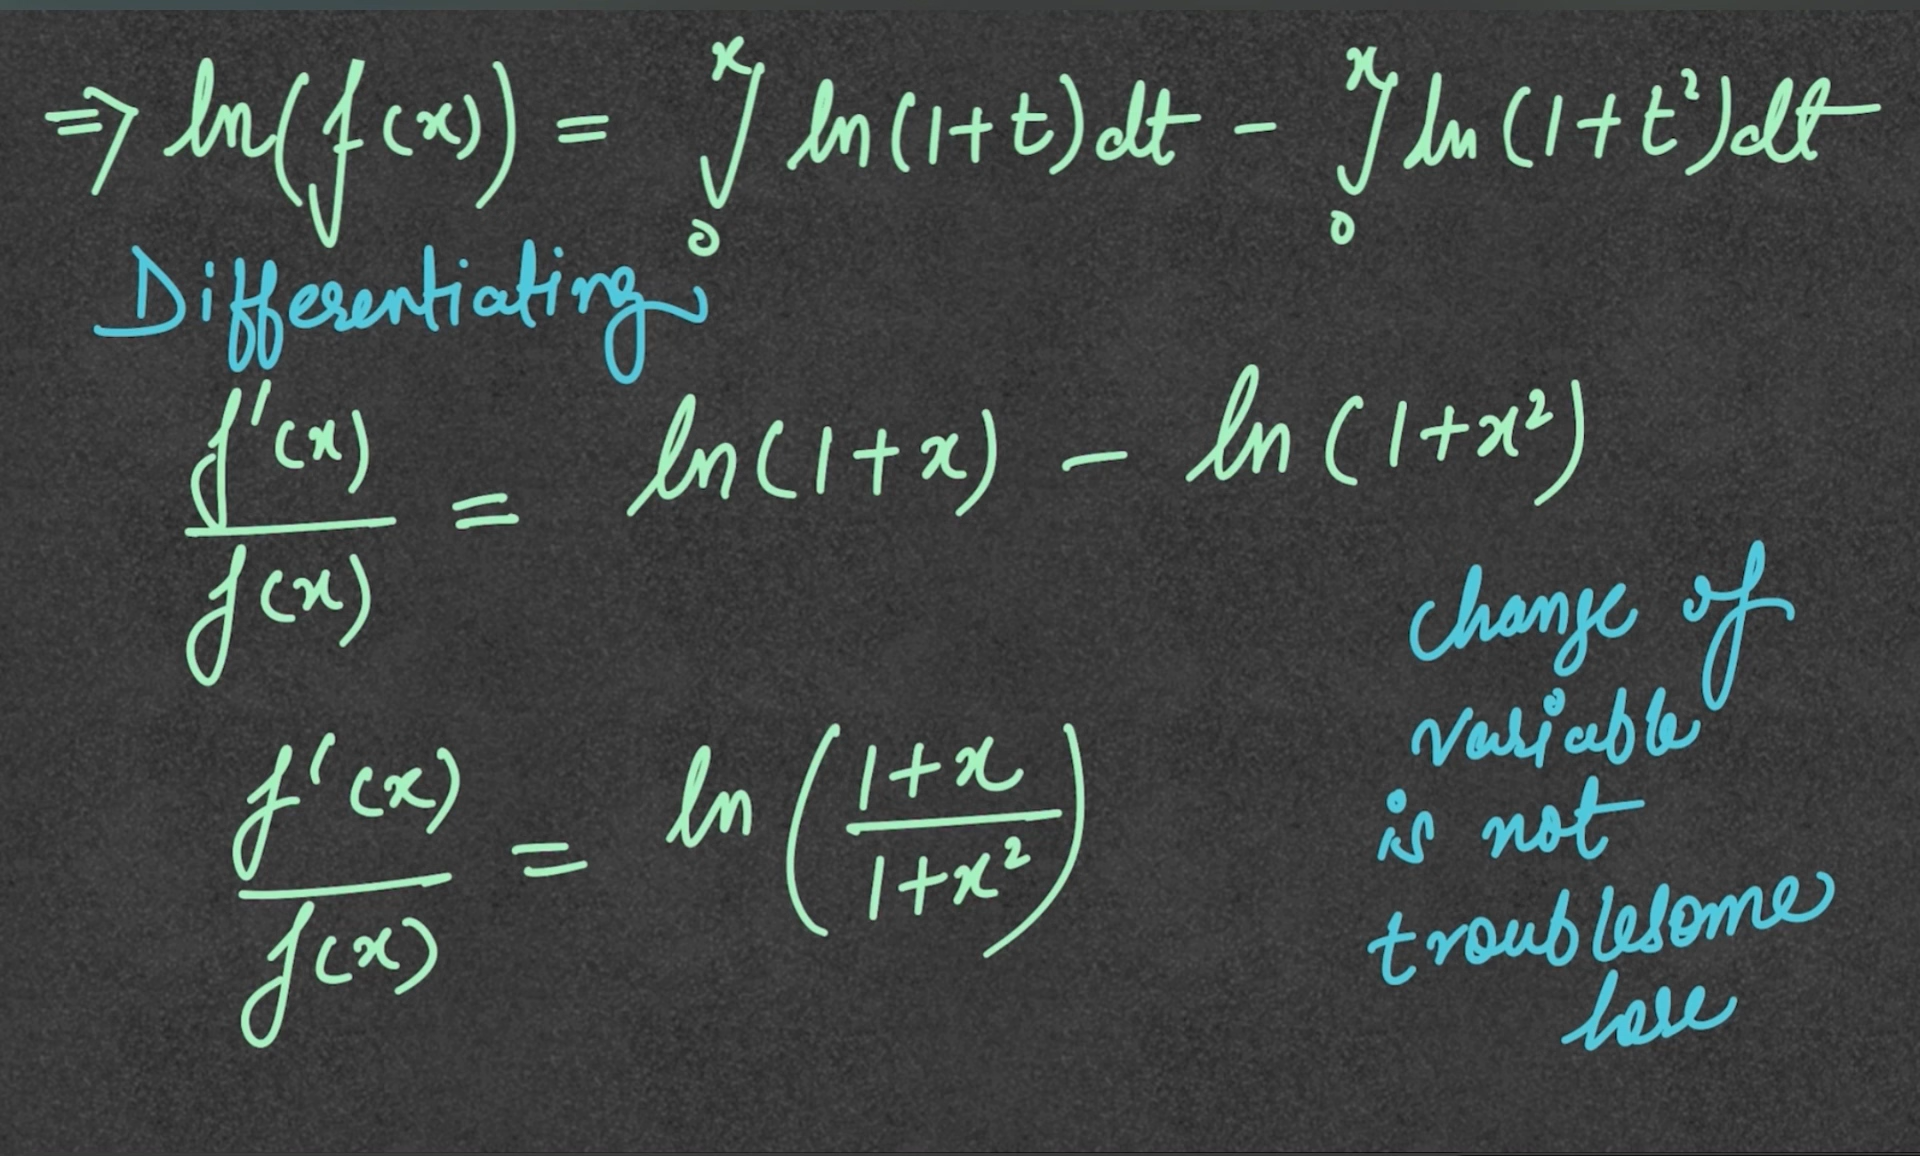 ⇒ ln(f(x)) = ∫₀ˣ ln(1+t)dt - ∫₀ˣ ln(1+t²)dt
Differentiating
f'(x)/f(x) = ln(1+x) - ln(1+x²)
f'(x)/f(x) = ln((1+x)/(1+x²))
change of
variable
is not
troublesome
here